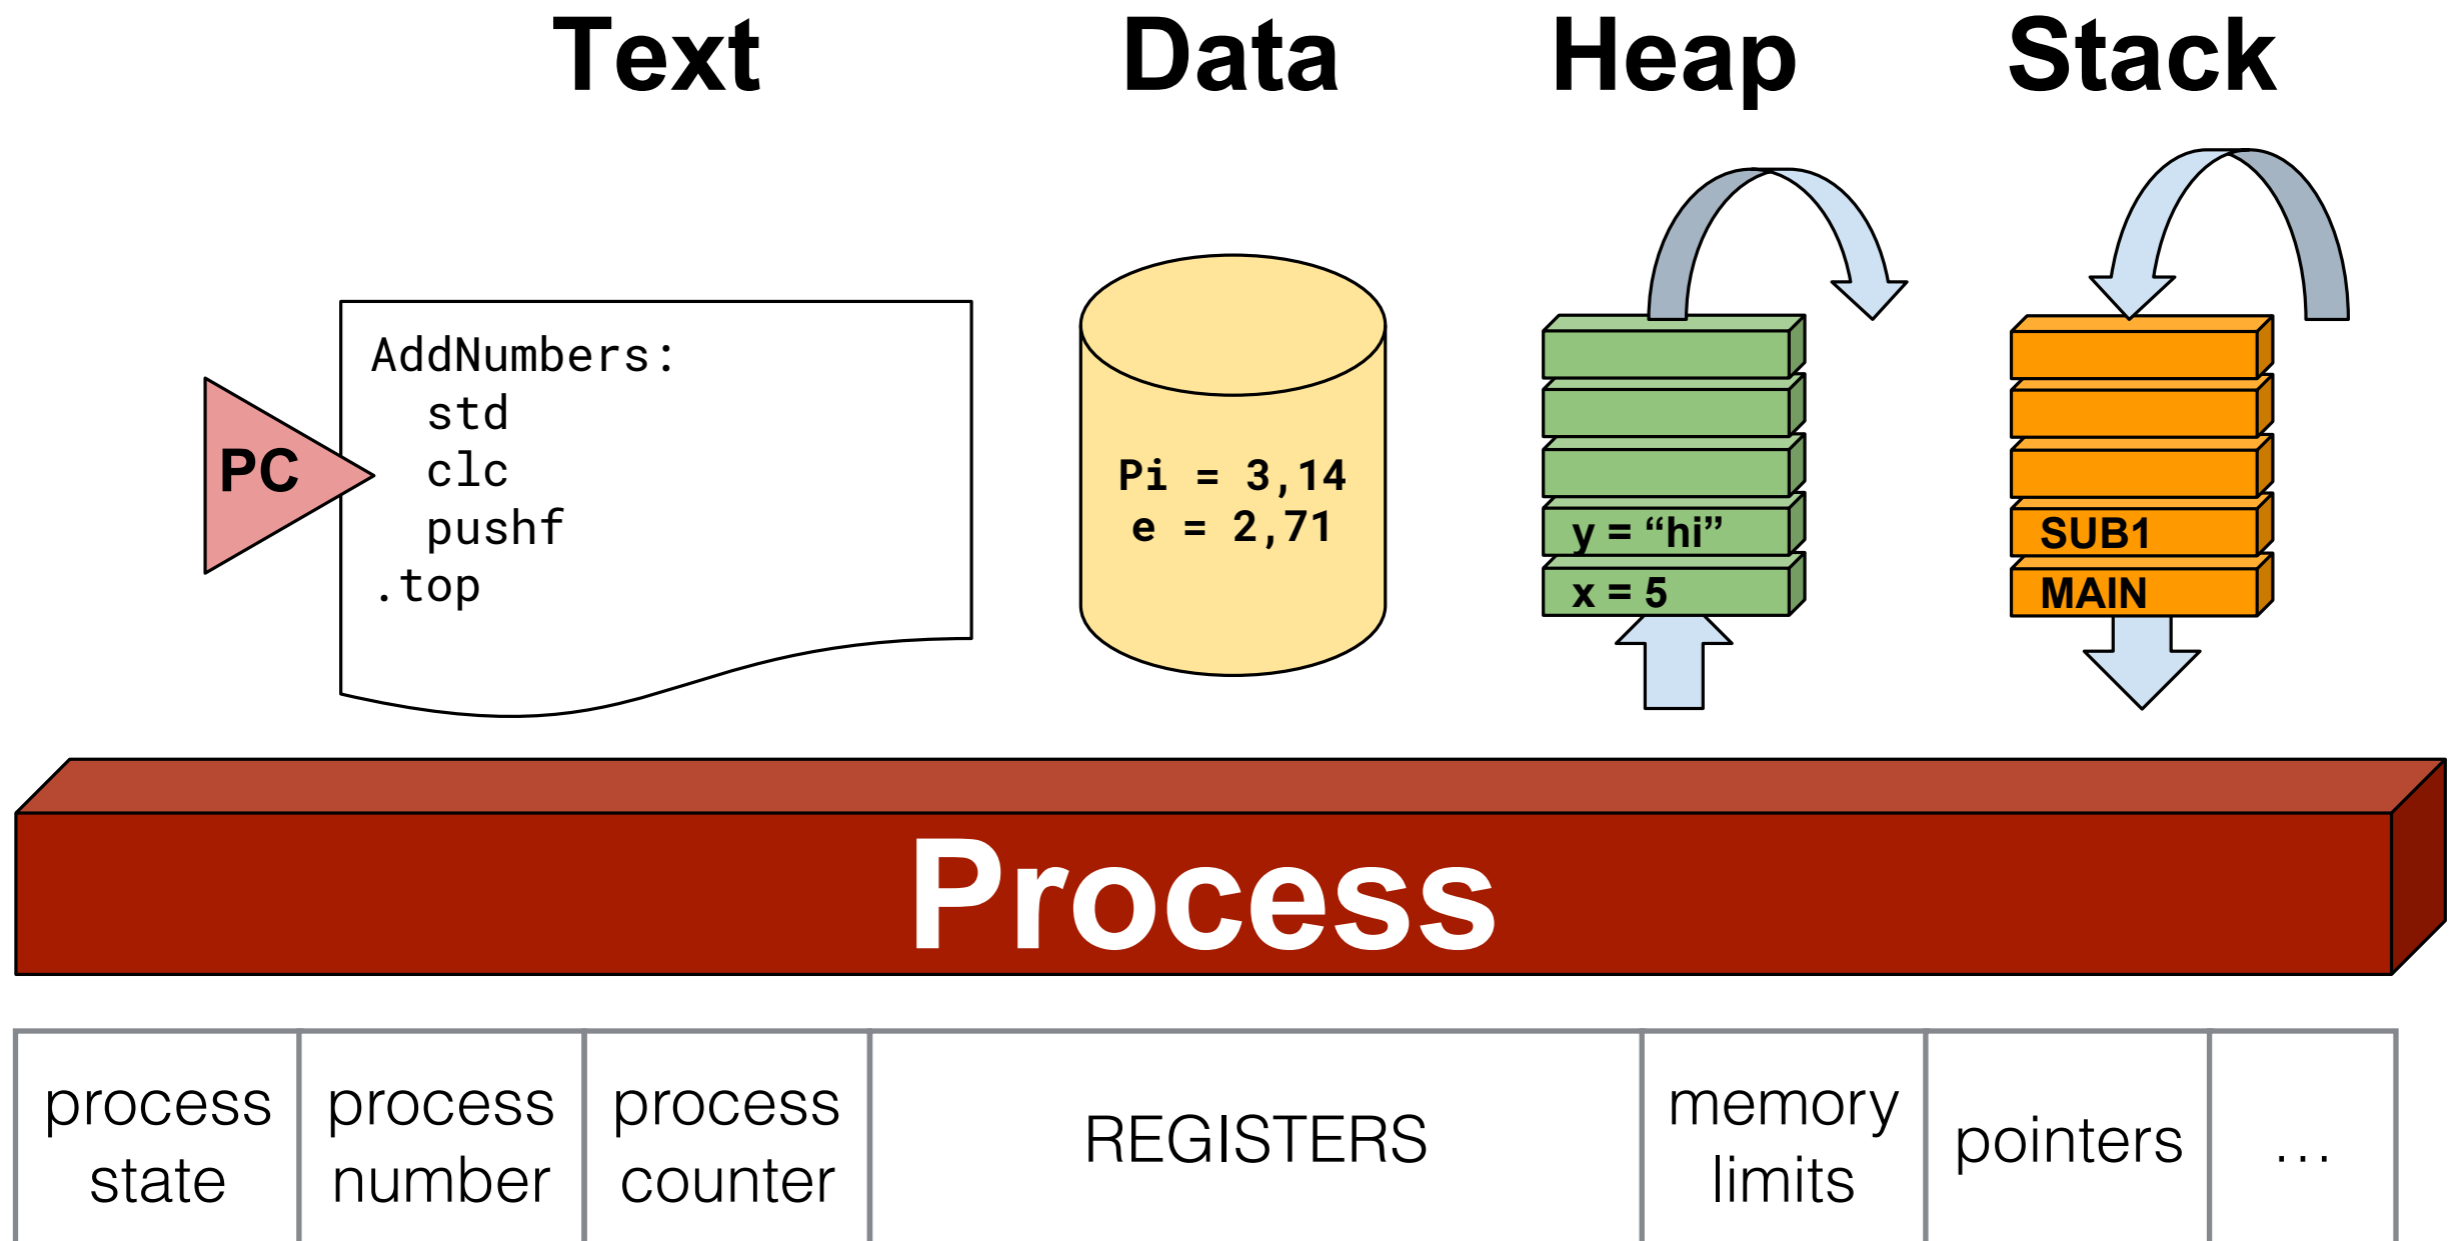 Text Data Heap Stack
AddNumbers:
std
clc
pushf
.top
PC
Pi = 3,14
e = 2,71
y = “hi”
x = 5
SUB1
MAIN
Process
process
state
process
number
process
counter
REGISTERS
memory
limits
pointers
...